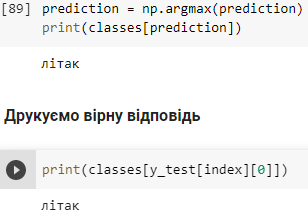 [89] prediction = np.argmax(prediction)
print(classes[prediction])
літак
Друкуємо вірну відповідь
print(classes[y_test[index][0]])
літак